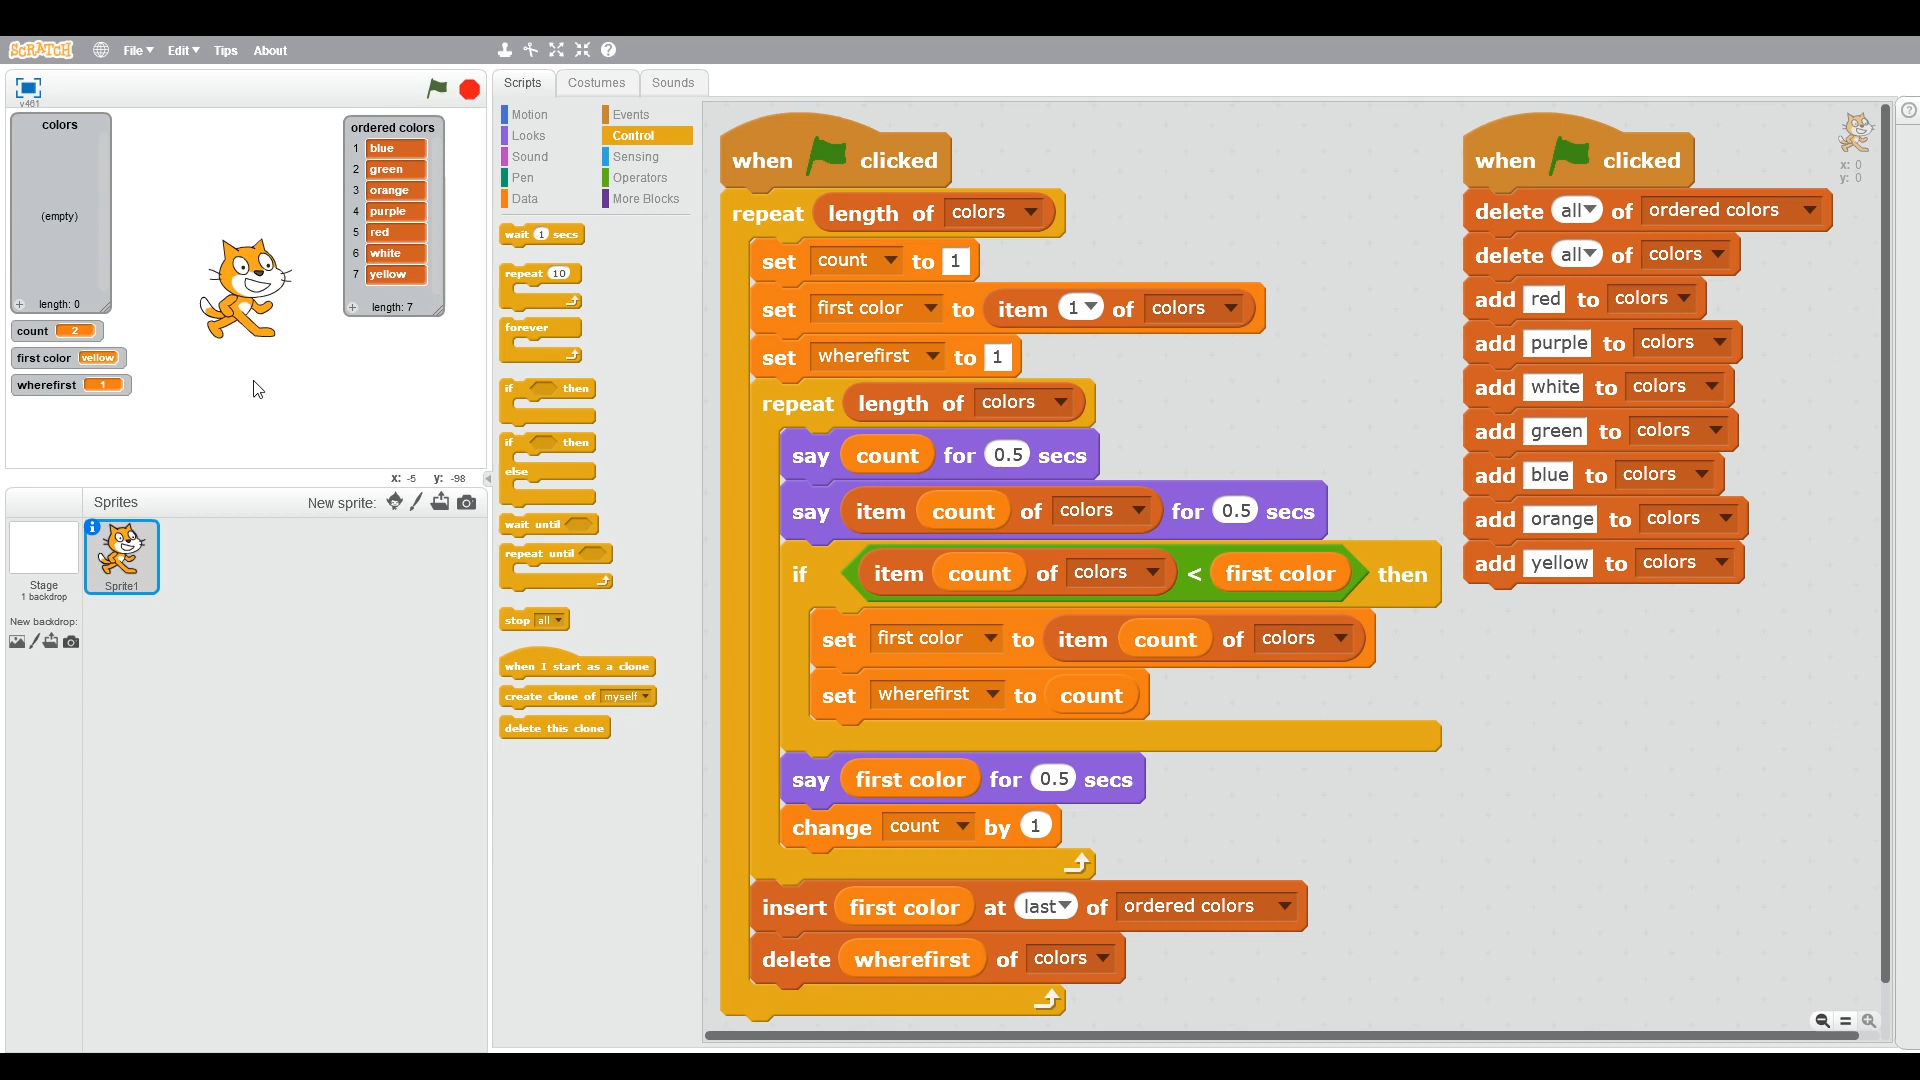 SCRATCH File Edit Tips About
v461
colors
(empty)
length: 0
ordered colors
1 blue
2 green
3 orange
4 purple
5 red
6 white
7 yellow
length: 7
count 2
first color yellow
wherefirst 1
x: -5 y: -98
Sprites New sprite:
Stage
1 backdrop
New backdrop:
Sprite1
Scripts Costumes Sounds
Motion Events
Looks Control
Sound Sensing
Pen Operators
Data More Blocks
wait 1 secs
repeat 10
forever
if then
if then
else
wait until
repeat until
stop all
when I start as a clone
create clone of myself
delete this clone
when clicked
repeat length of colors
set count to 1
set first color to item 1 of colors
set wherefirst to 1
repeat length of colors
say count for 0.5 secs
say item count of colors for 0.5 secs
if item count of colors < first color then
set first color to item count of colors
set wherefirst to count
say first color for 0.5 secs
change count by 1
insert first color at last of ordered colors
delete wherefirst of colors
when clicked
delete all of ordered colors
delete all of colors
add red to colors
add purple to colors
add white to colors
add green to colors
add blue to colors
add orange to colors
add yellow to colors
x: 0
y: 0